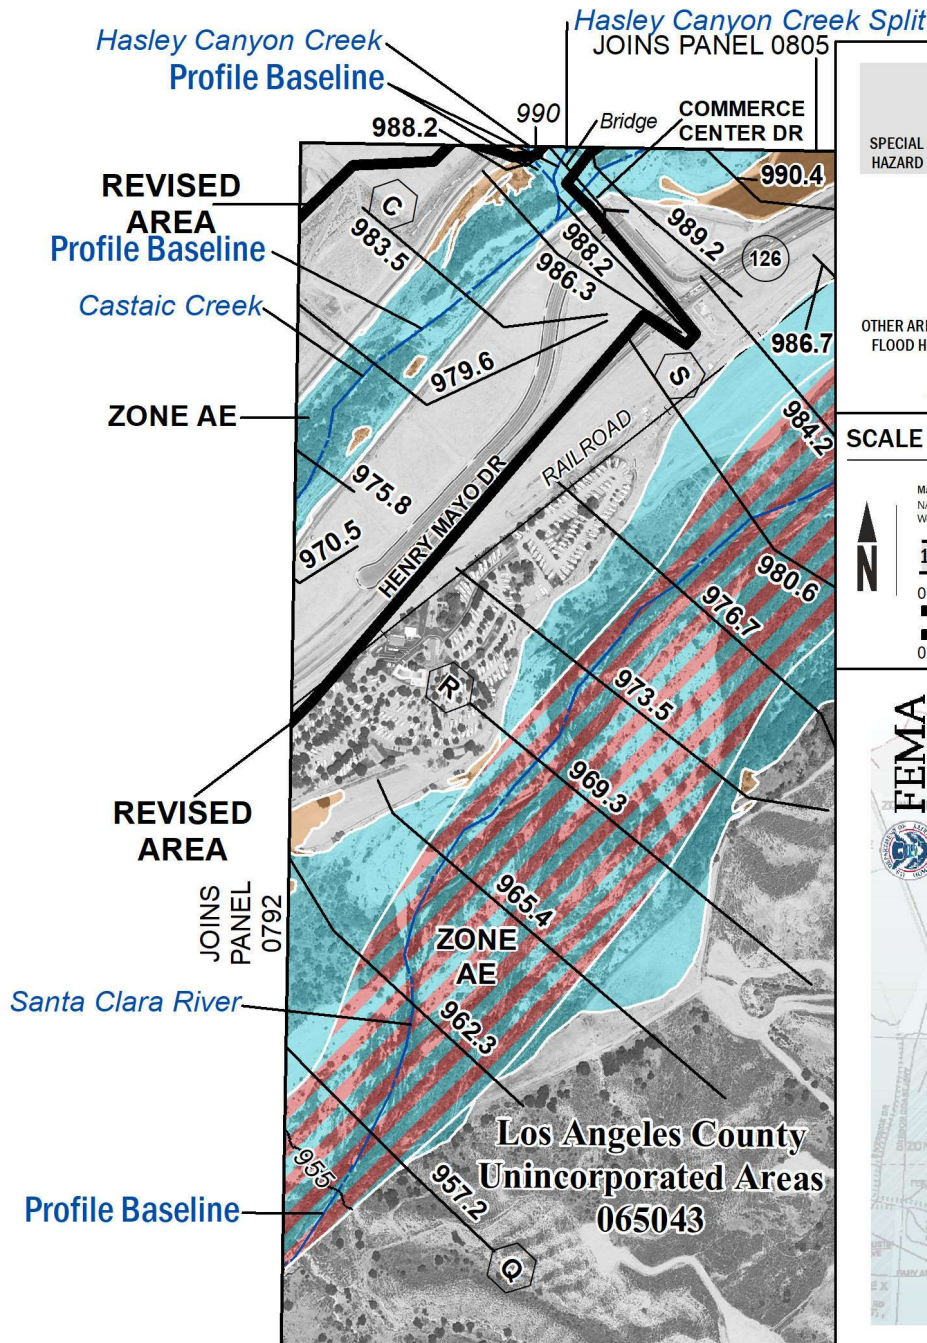 Hasley Canyon Creek Split
JOINS PANEL 0805
Hasley Canyon Creek
Profile Baseline
990
Bridge
COMMERCE
CENTER DR
988.2
SPECIAL
HAZARD
990.4
REVISED
AREA
C
983.5
988.2
989.2
Profile Baseline
986.3
126
Castaic Creek
OTHER ARE
FLOOD H
986.7
979.6
S
ZONE AE
984.2
SCALE
RAILROAD
975.8
970.5
HENRY MAYO DR
N
980.6
976.7
R
973.5
FEMA
969.3
REVISED
AREA
965.4
JOINS
PANEL
0792
ZONE
AE
Santa Clara River
962.3
Los Angeles County
Unincorporated Areas
065043
955
957.2
Profile Baseline
Q